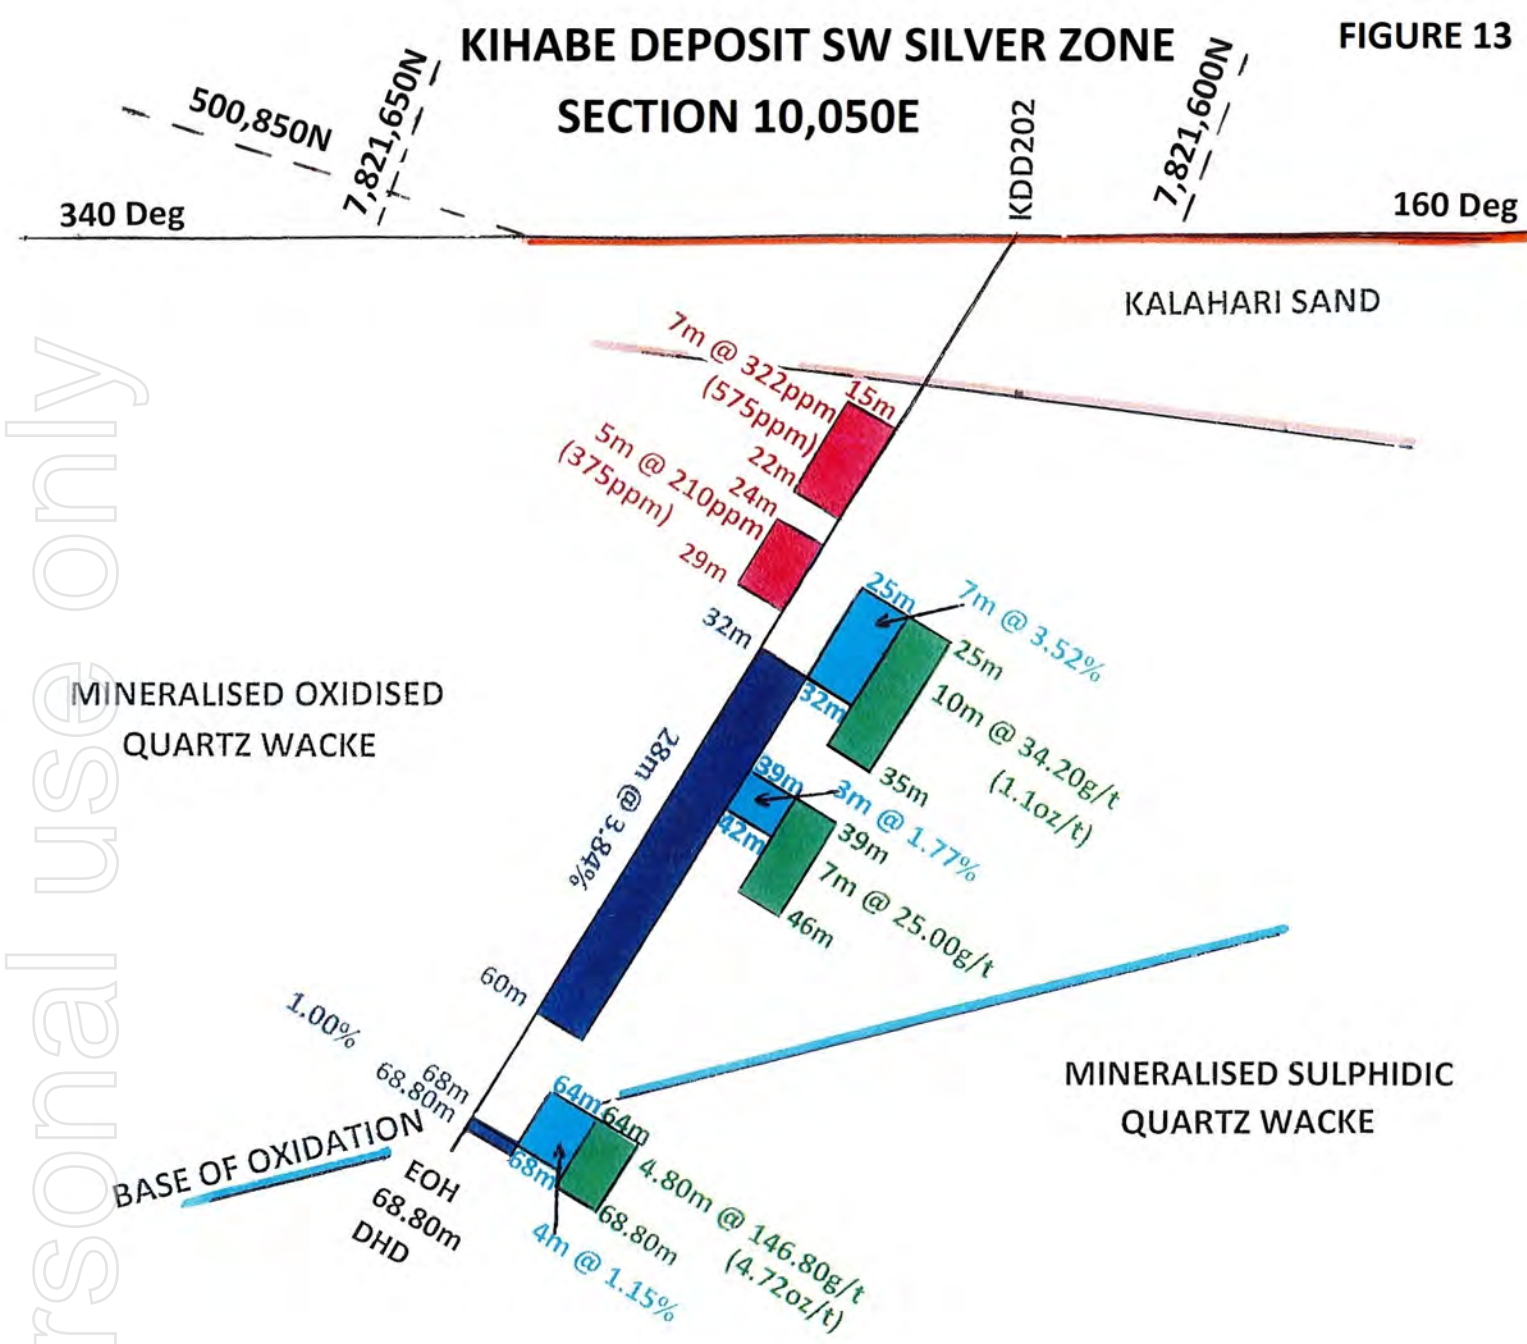 KIHABE DEPOSIT SW SILVER ZONE
SECTION 10,050E
FIGURE 13
500,850N
7,821,650N
KDD202
7,821,600N
340 Deg
160 Deg
KALAHARI SAND
7m @ 322ppm
(575ppm)
15m
22m
5m @ 210ppm
(375ppm)
24m
29m
32m
25m
7m @ 3.52%
25m
10m @ 34.20g/t
(1.1oz/t)
32m
35m
MINERALISED OXIDISED
QUARTZ WACKE
28m @ 3.84%
39m
3m @ 1.77%
42m
39m
7m @ 25.00g/t
46m
60m
1.00%
68m
68.80m
64m
64m
MINERALISED SULPHIDIC
QUARTZ WACKE
BASE OF OXIDATION
EOH
68.80m
DHD
68m
4.80m @ 146.80g/t
(4.72oz/t)
68.80m
4m @ 1.15%
rsonal use only